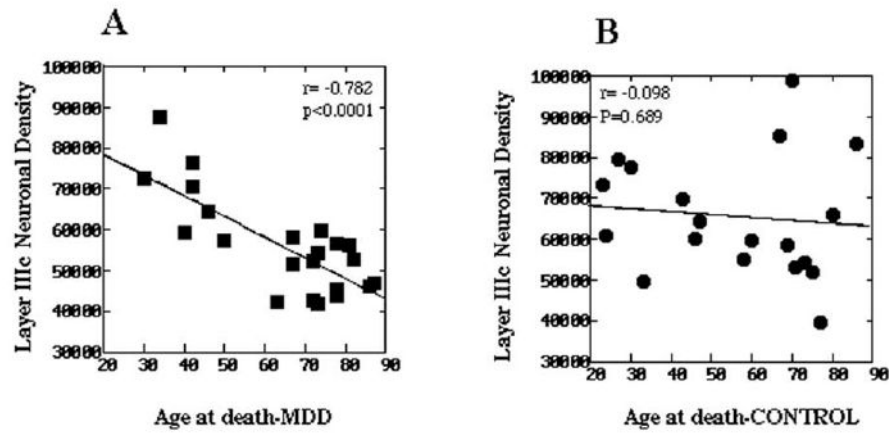 A
Layer IIIc Neuronal Density
100000
90000
80000
70000
60000
50000
40000
30000
r= -0.782
p<0.0001
20 30 40 50 60 70 80 90
Age at death-MDD
B
Layer IIIc Neuronal Density
100000
90000
80000
70000
60000
50000
40000
30000
r= -0.098
P=0.689
20 30 40 50 60 70 80 90
Age at death-CONTROL